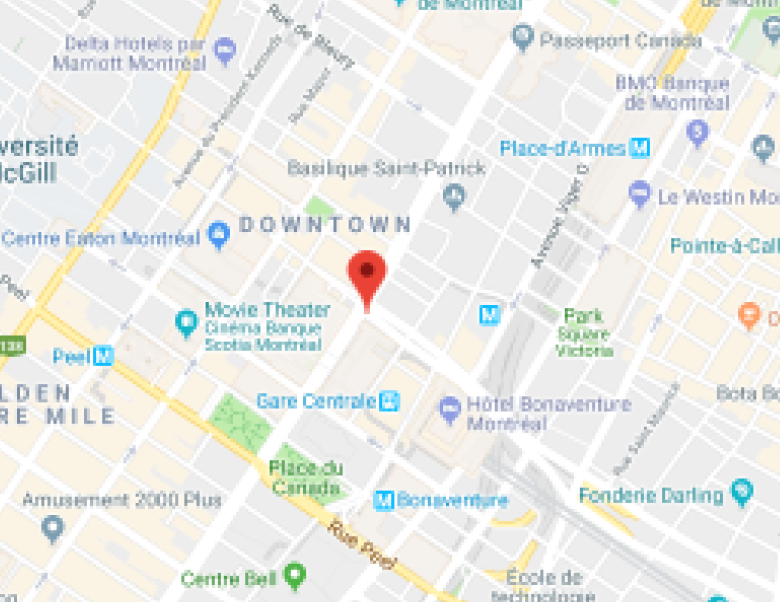 de Montréal
de Montr
Rue de Bleury
Delta Hotels par
Marriott Montréal
Passeport Canada
Avenue du Président Kennedy
Rue Mayor
BMO Banque
de Montréal
versité
cGill
Place-d'Armes
M
Basilique Saint-Patrick
Le Westin Mo
Avenue Viger O
DOWNTOWN
Centre Eaton Montréal
Pointe-à-Call
Peel
Movie Theater
Cinéma Banque
Scotia Montréal
M
Park
Square
Victoria
138
Peel
M
LDEN
RE MILE
Gare Centrale
Hôtel Bonaventure
Montréal
Bota Bo
Rue Saint Maurice
Place du
Canada
M
Bonaventure
Fonderie Darling
Amusement 2000 Plus
Rue Peel
Centre Bell
École de
technologie